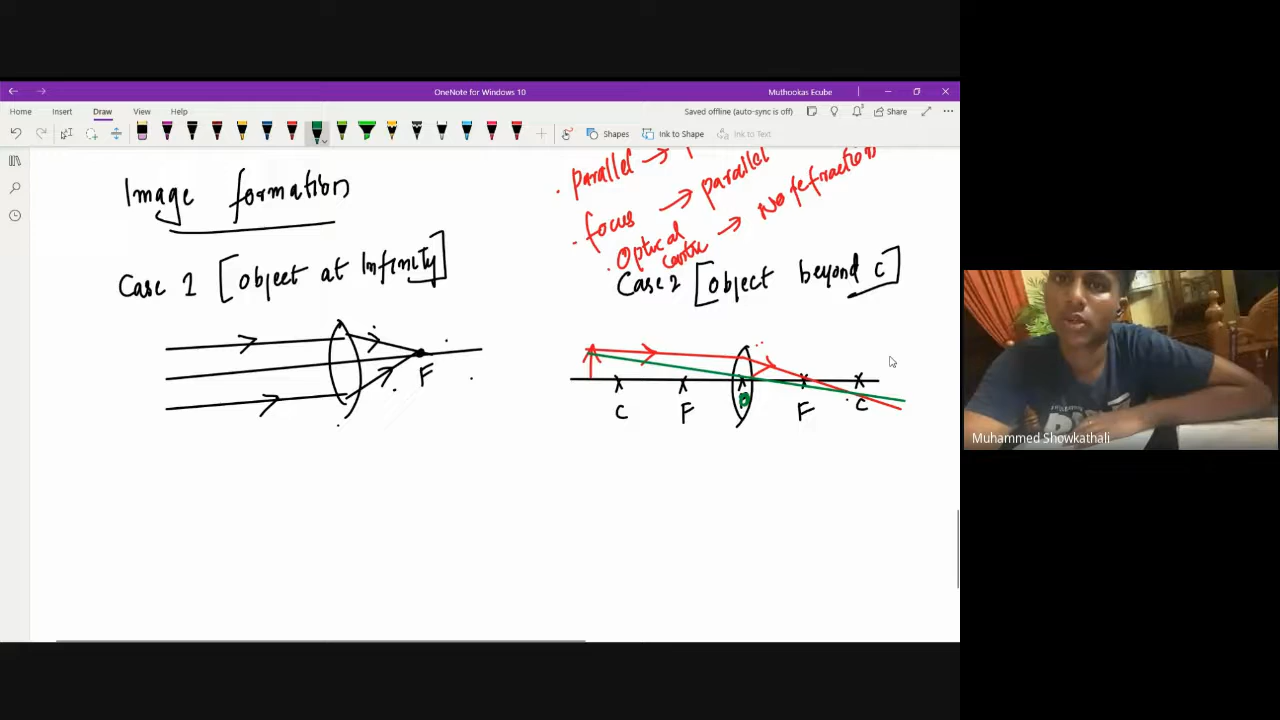 OneNote for Windows 10
Muthookas Ecube
Home Insert Draw View Help
Saved offline (auto-sync is off)
Share
Shapes
Ink to Shape
Ink to Text
Image formation
Case 1 [object at Infinity]
F
. parallel →
. focus → parallel
. Optical centre → No refraction
Case 2 [object beyond C]
C F O F C
Muhammed Showkathali